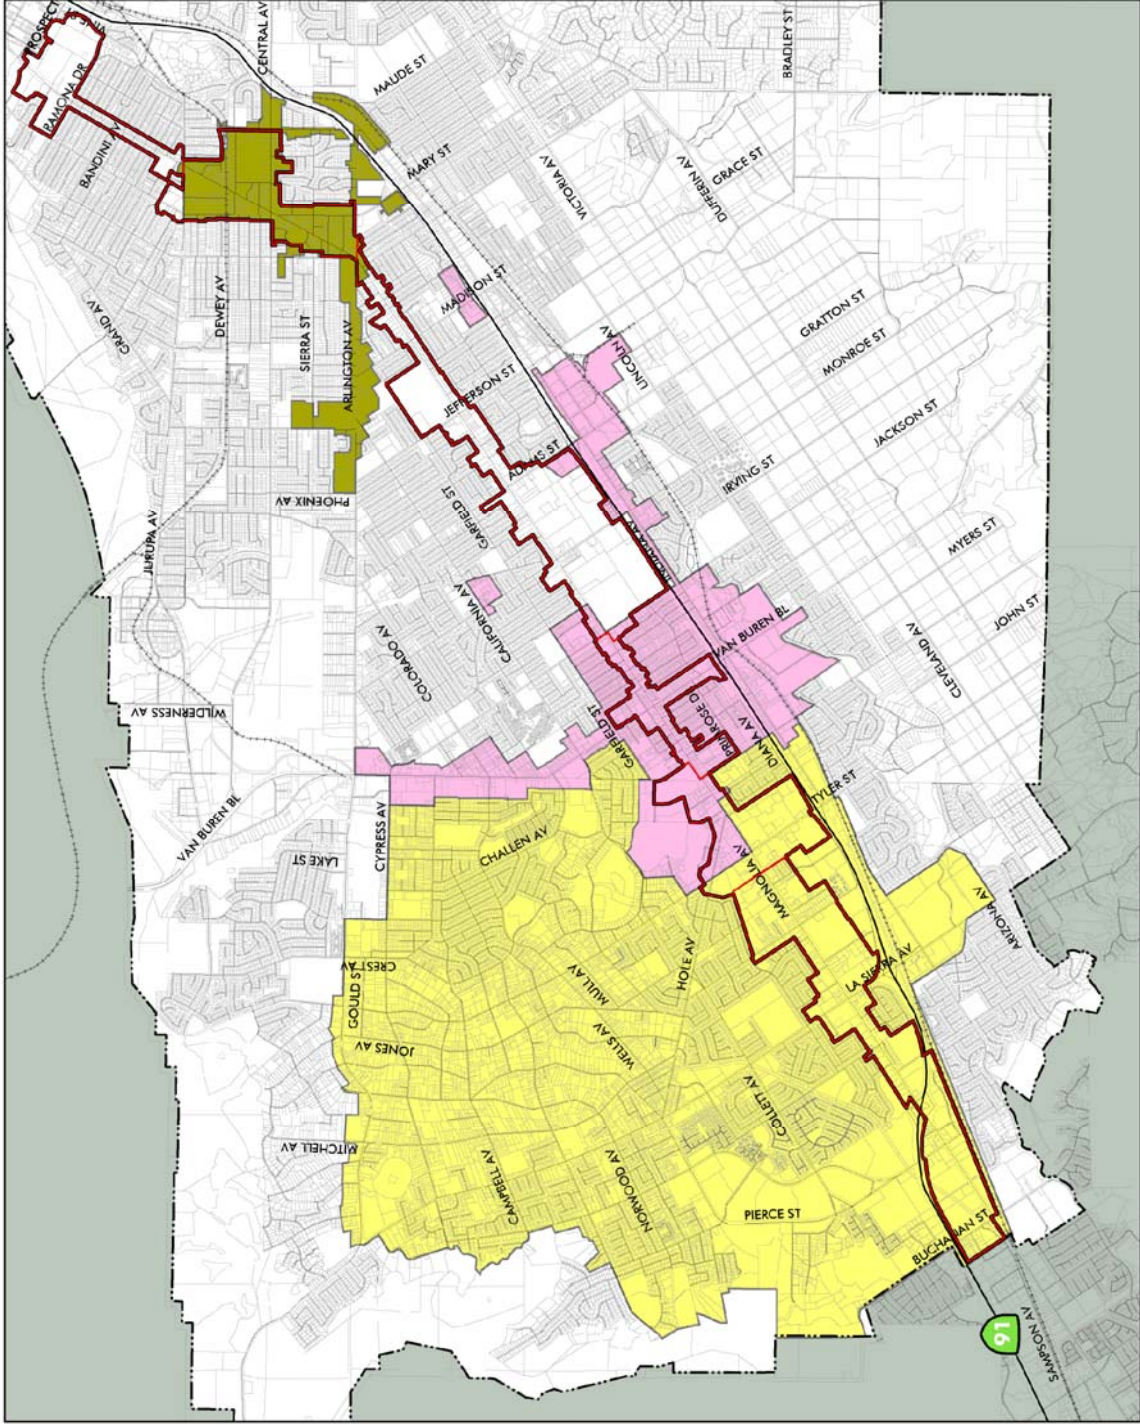 PROSPECT
CENTRAL AV
BRADLEY ST
RAMONA DR
MAUDE ST
BANDINI AV
MARY ST
VICTORIA AV
DUFFERIN AV
GRACE ST
MADISON ST
DEWEY AV
GRAND AV
SIERRA ST
ARLINGTON AV
LINCOLN AV
GRATTON ST
MONROE ST
JEFFERSON ST
JACKSON ST
ADAMS ST
IRVING ST
PHOENIX AV
GARFIELD ST
JURUPA AV
INDIANA AV
MYERS ST
CALIFORNIA AV
COLORADO AV
VAN BUREN BL
JOHN ST
CLEVELAND AV
WILDERNESS AV
GARFIELD ST
PRIMROSE D
DIANA AV
TYLER ST
VAN BUREN BL
CYPRESS AV
LAKE ST
CHALLEN AV
MAGNOLIA AV
ARIZONA AV
CREST AV
GOULD ST
MULL AV
HOLE AV
LA SIERRA AV
JONES AV
WELLS AV
COLLETT AV
MITCHELL AV
CAMPBELL AV
NORWOOD AV
PIERCE ST
BUCHANAN ST
91
SAMPSON AV